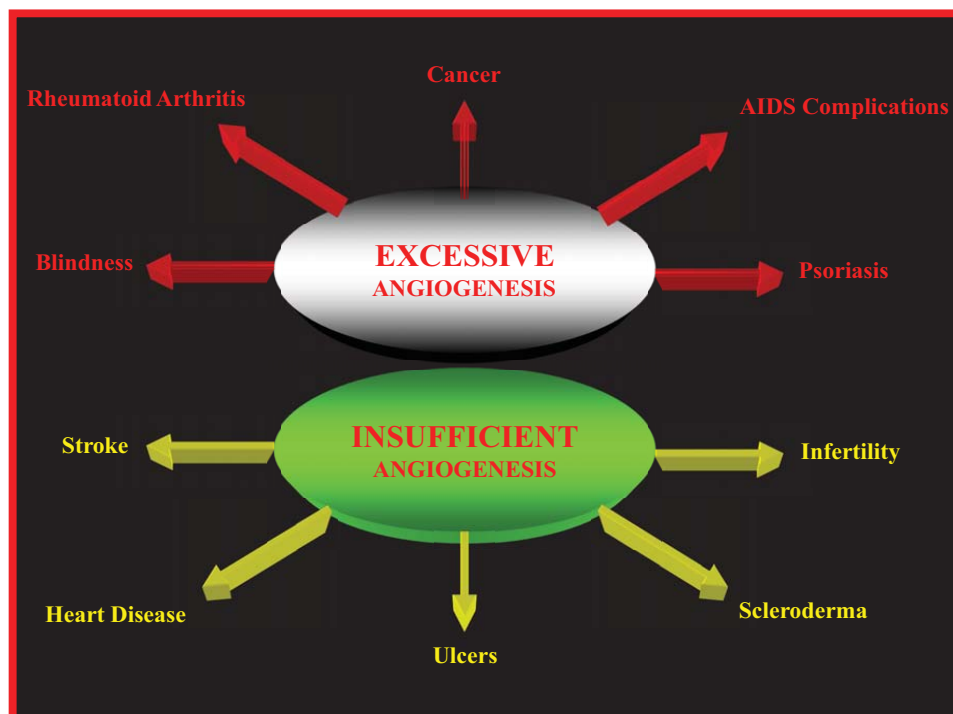 Cancer
Rheumatoid Arthritis
AIDS Complications
EXCESSIVE
ANGIOGENESIS
Blindness
Psoriasis
INSUFFICIENT
ANGIOGENESIS
Stroke
Infertility
Heart Disease
Scleroderma
Ulcers